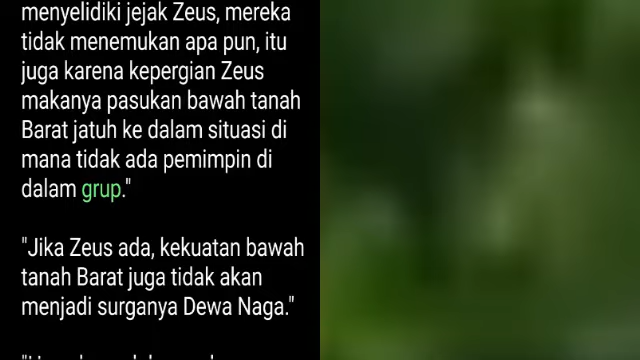 menyelidiki jejak Zeus, mereka
tidak menemukan apa pun, itu
juga karena kepergian Zeus
makanya pasukan bawah tanah
Barat jatuh ke dalam situasi di
mana tidak ada pemimpin di
dalam grup."
"Jika Zeus ada, kekuatan bawah
tanah Barat juga tidak akan
menjadi surganya Dewa Naga."